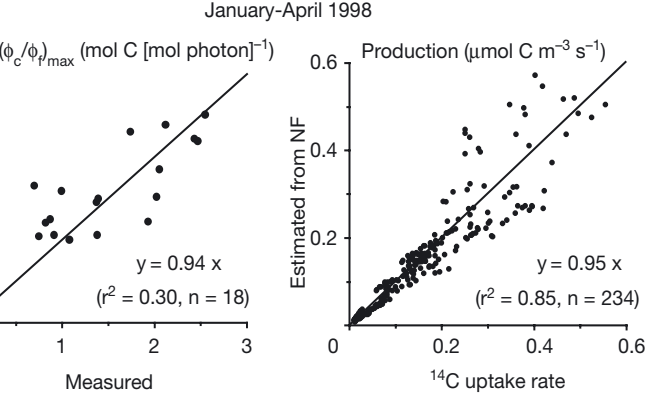 January-April 1998
(ϕc/ϕf)max (mol C [mol photon]⁻¹)
Production (μmol C m⁻³ s⁻¹)
0.6
0.4
0.2
0
Estimated from NF
y = 0.94 x
(r² = 0.30, n = 18)
y = 0.95 x
(r² = 0.85, n = 234)
1 2 3
0.2 0.4 0.6
Measured
¹⁴C uptake rate